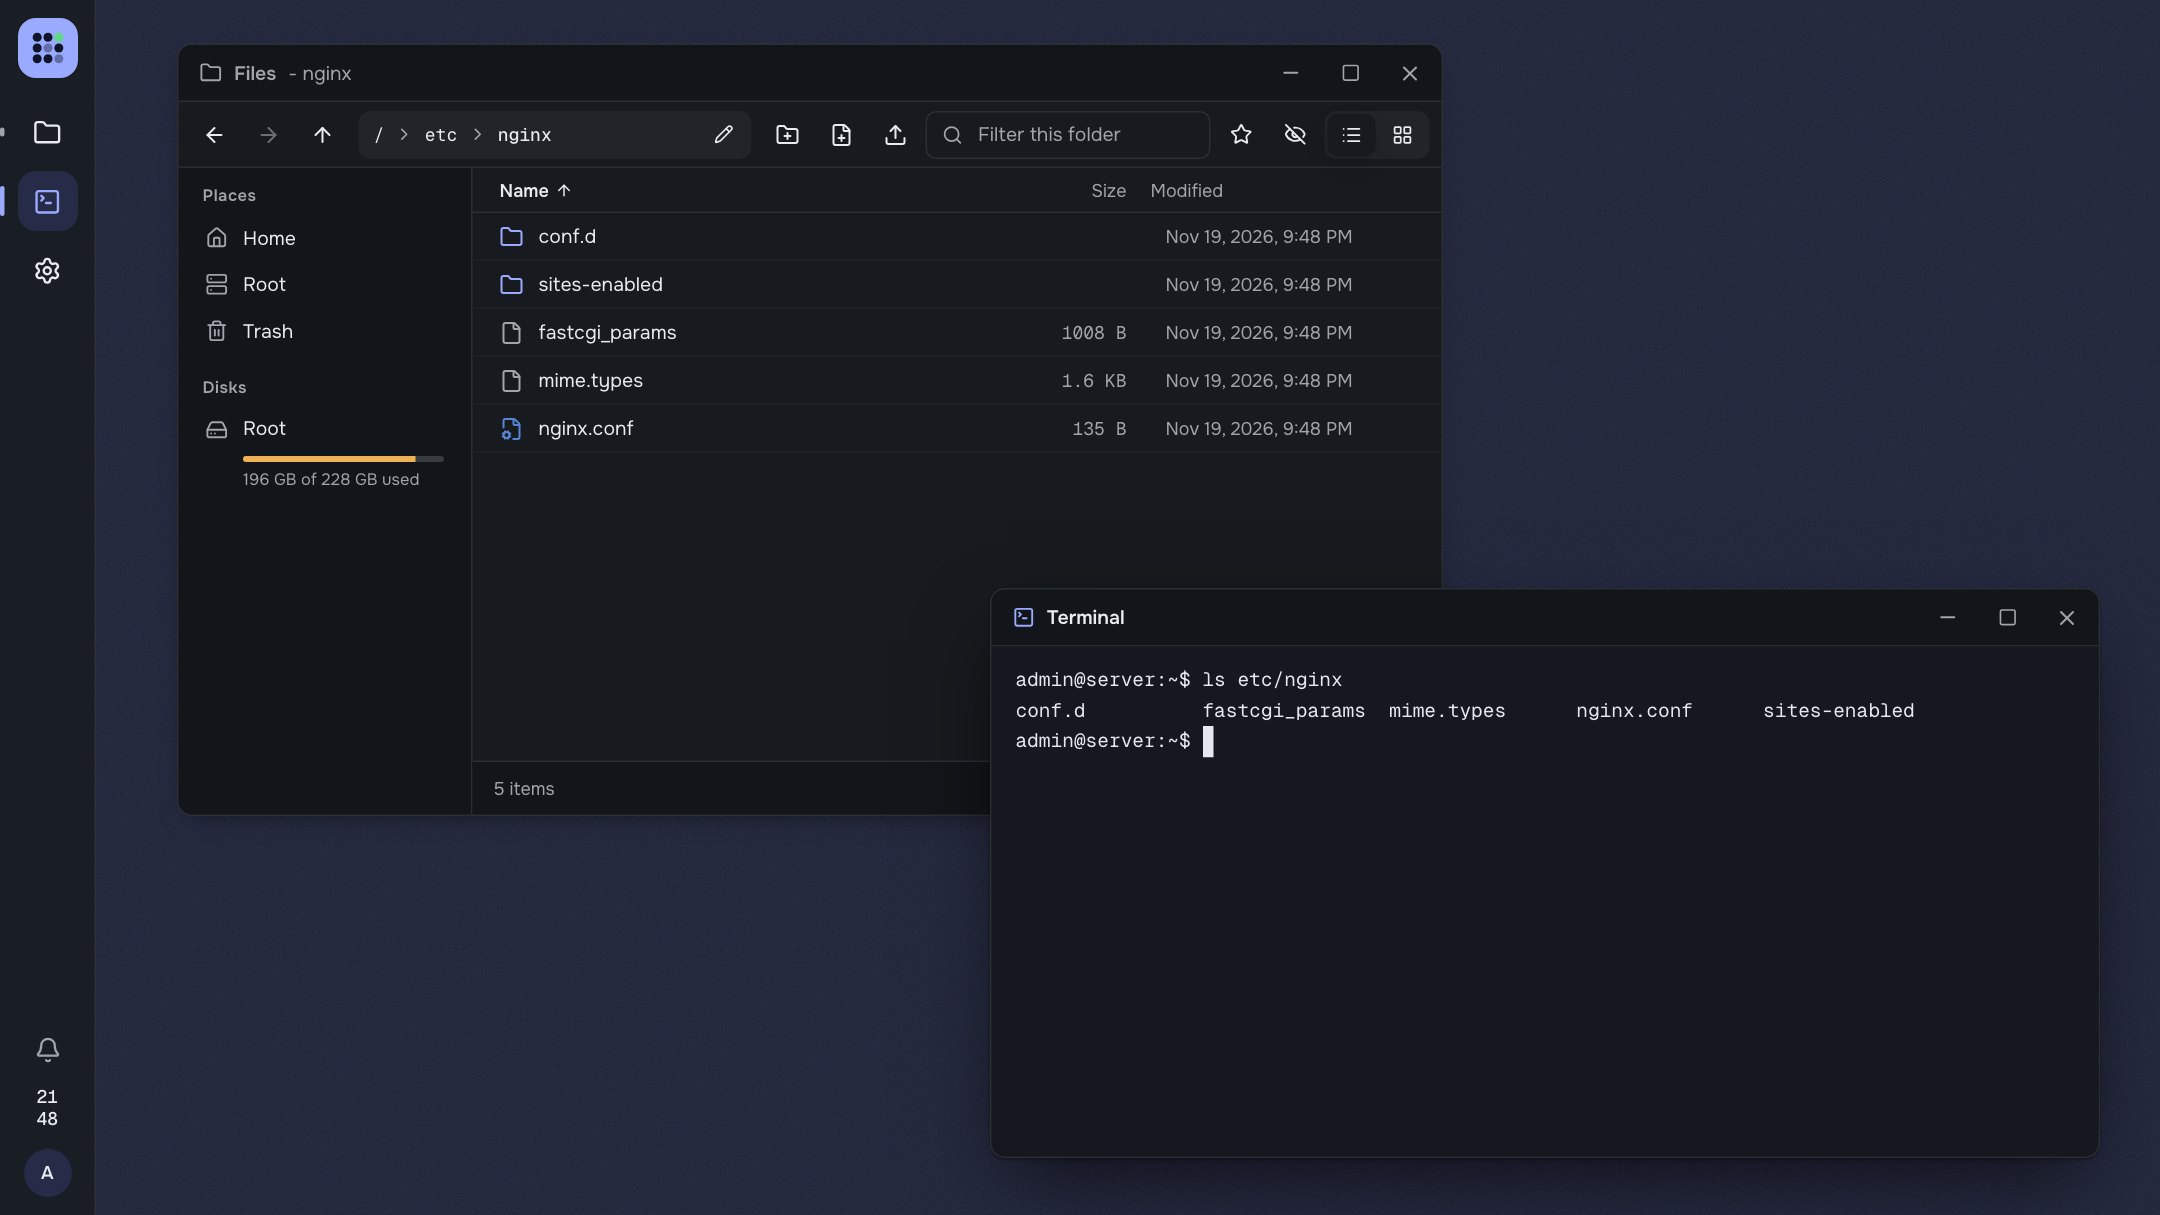 Files - nginx
/ > etc > nginx
Filter this folder
Places
Home
Root
Trash
Disks
Root
196 GB of 228 GB used
Name Size Modified
conf.d Nov 19, 2026, 9:48 PM
sites-enabled Nov 19, 2026, 9:48 PM
fastcgi_params 1008 B Nov 19, 2026, 9:48 PM
mime.types 1.6 KB Nov 19, 2026, 9:48 PM
nginx.conf 135 B Nov 19, 2026, 9:48 PM
5 items
Terminal
admin@server:~$ ls etc/nginx
conf.d fastcgi_params mime.types nginx.conf sites-enabled
admin@server:~$
21
48
A